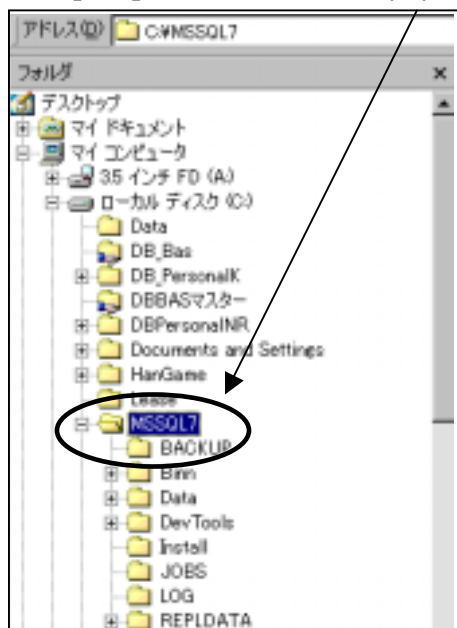 アドレス(D) C:¥MSSQL7
フォルダ ×
デスクトップ
マイ ドキュメント
マイ コンピュータ
3.5 インチ FD (A:)
ローカル ディスク (C:)
Data
DB_Bas
DB_PersonalK
DBBASマスター
DBPersonalNR
Documents and Settings
HanGame
Lease
MSSQL7
BACKUP
Binn
Data
DevTools
Install
JOBS
LOG
REPLDATA